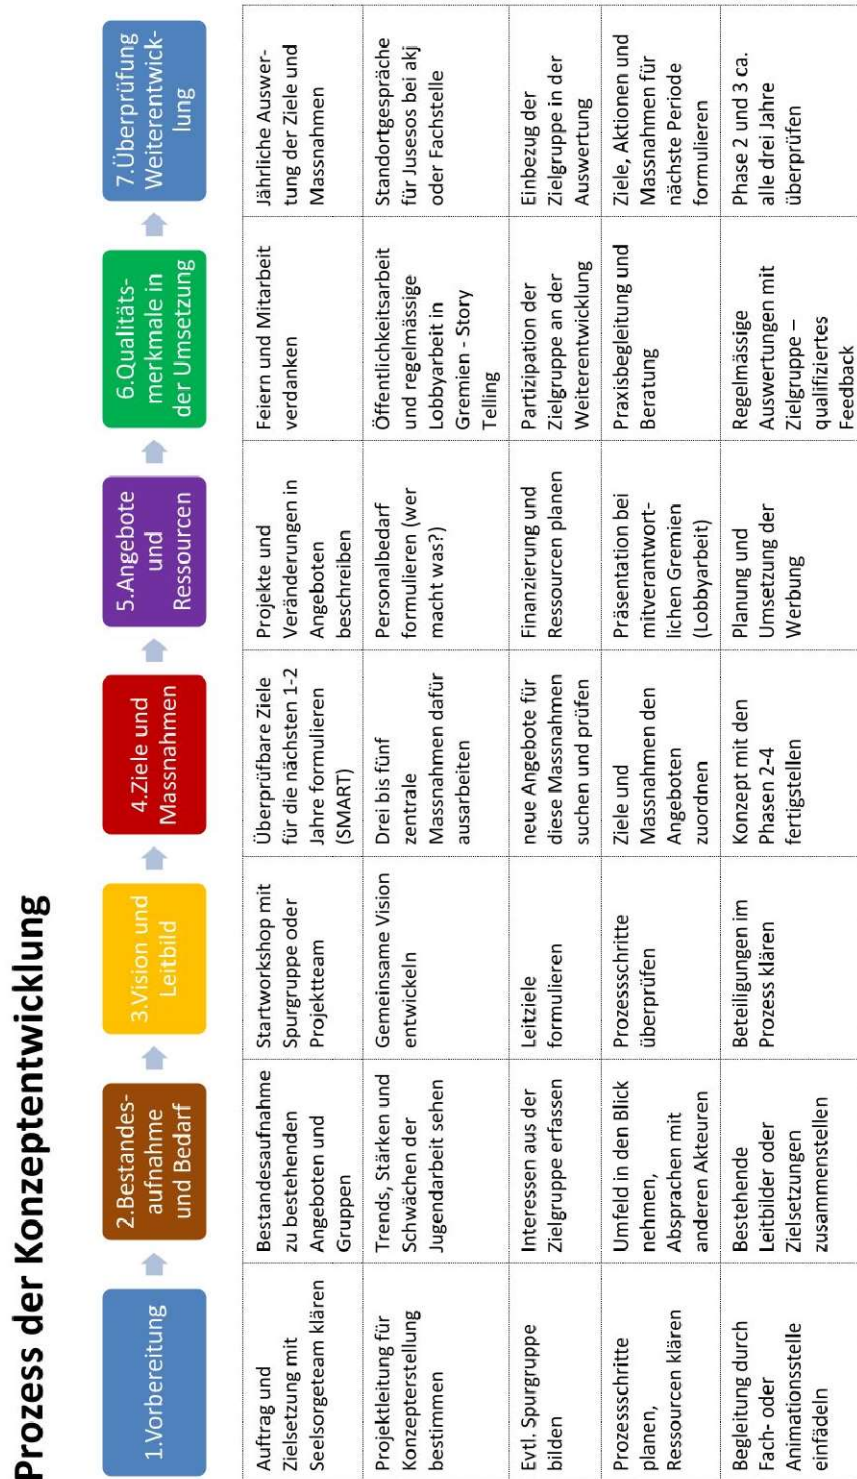 Prozess der Konzeptentwicklung
1.Vorbereitung
2.Bestandes-
aufnahme
und Bedarf
3.Vision und
Leitbild
4.Ziele und
Massnahmen
5.Angebote
und
Ressourcen
6.Qualitäts-
merkmale in
der Umsetzung
7.Überprüfung
Weiterentwick-
lung
Auftrag und
Zielsetzung mit
Seelsorgeteam klären
Bestandesaufnahme
zu bestehenden
Angeboten und
Gruppen
Startworkshop mit
Spurgruppe oder
Projektteam
Überprüfbare Ziele
für die nächsten 1-2
Jahre formulieren
(SMART)
Projekte und
Veränderungen in
Angeboten
beschreiben
Feiern und Mitarbeit
verdanken
Jährliche Auswer-
tung der Ziele und
Massnahmen
Projektleitung für
Konzepterstellung
bestimmen
Trends, Stärken und
Schwächen der
Jugendarbeit sehen
Gemeinsame Vision
entwickeln
Drei bis fünf
zentrale
Massnahmen dafür
ausarbeiten
Personalbedarf
formulieren (wer
macht was?)
Öffentlichkeitsarbeit
und regelmässige
Lobbyarbeit in
Gremien - Story
Telling
Standortgespräche
für Jusesos bei akj
oder Fachstelle
Evtl. Spurgruppe
bilden
Interessen aus der
Zielgruppe erfassen
Leitziele
formulieren
neue Angebote für
diese Massnahmen
suchen und prüfen
Finanzierung und
Ressourcen planen
Partizipation der
Zielgruppe an der
Weiterentwicklung
Einbezug der
Zielgruppe in der
Auswertung
Prozessschritte
planen,
Ressourcen klären
Umfeld in den Blick
nehmen,
Absprachen mit
anderen Akteuren
Prozessschritte
überprüfen
Ziele und
Massnahmen den
Angeboten
zuordnen
Präsentation bei
mitverantwort-
lichen Gremien
(Lobbyarbeit)
Praxisbegleitung und
Beratung
Ziele, Aktionen und
Massnahmen für
nächste Periode
formulieren
Begleitung durch
Fach- oder
Animationsstelle
einfädeln
Bestehende
Leitbilder oder
Zielsetzungen
zusammenstellen
Beteiligungen im
Prozess klären
Konzept mit den
Phasen 2-4
fertigstellen
Planung und
Umsetzung der
Werbung
Regelmässige
Auswertungen mit
Zielgruppe –
qualifiziertes
Feedback
Phase 2 und 3 ca.
alle drei Jahre
überprüfen